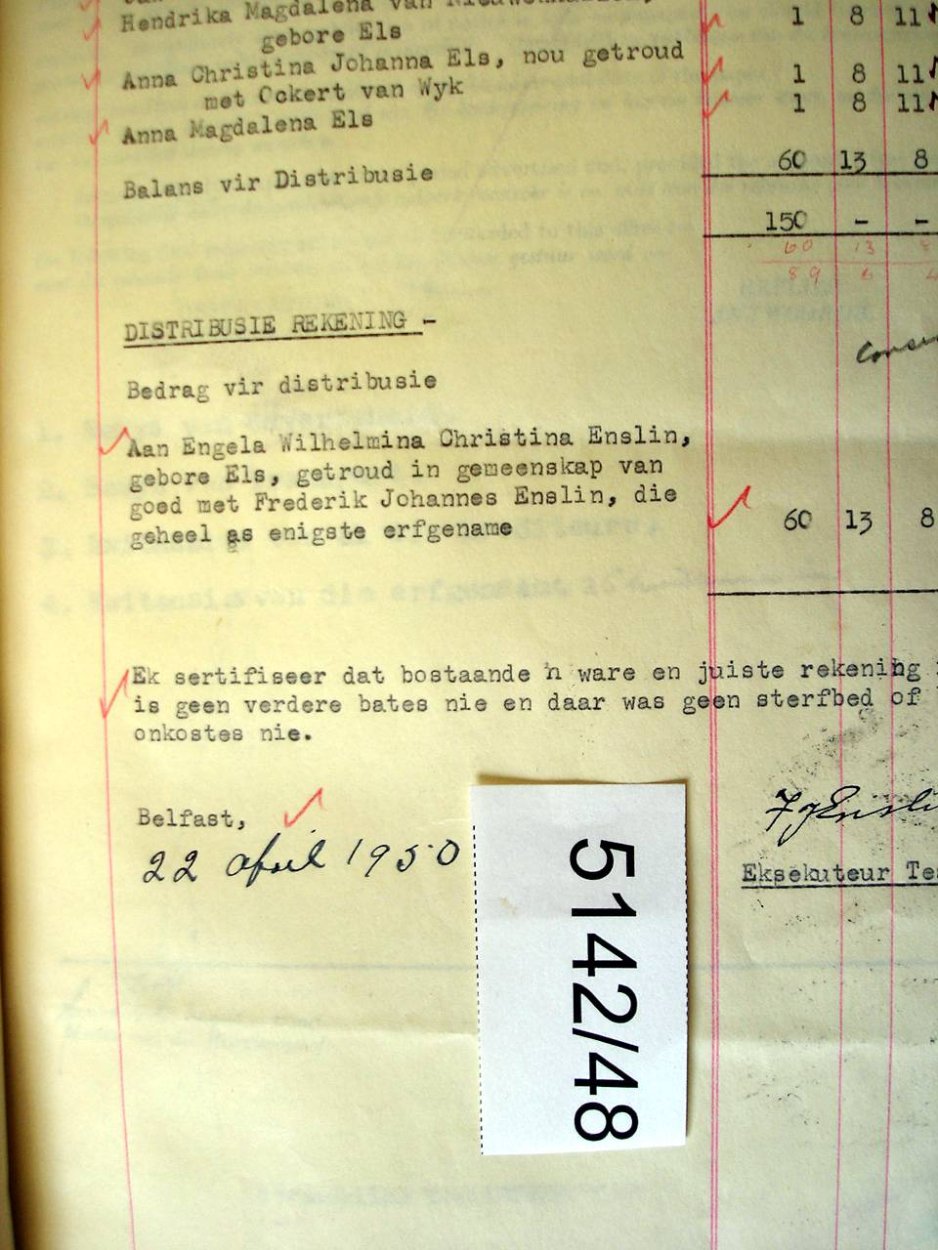 Hendrika Magdalena van
gebore Els 1 8 11
Anna Christina Johanna Els, nou getroud
met Ockert van Wyk 1 8 11
Anna Magdalena Els 1 8 11
Balans vir Distribusie 60 13 8
150 - -
60 13 8
89 6 4
DISTRIBUSIE REKENING -
Bedrag vir distribusie
Aan Engela Wilhelmina Christina Enslin,
gebore Els, getroud in gemeenskap van
goed met Frederik Johannes Enslin, die
geheel as enigste erfgename 60 13 8
Ek sertifiseer dat bostaande 'n ware en juiste rekening
is geen verdere bates nie en daar was geen sterfbed of
onkostes nie.
Belfast,
22 april 1950
Eksekuteur
5142/48